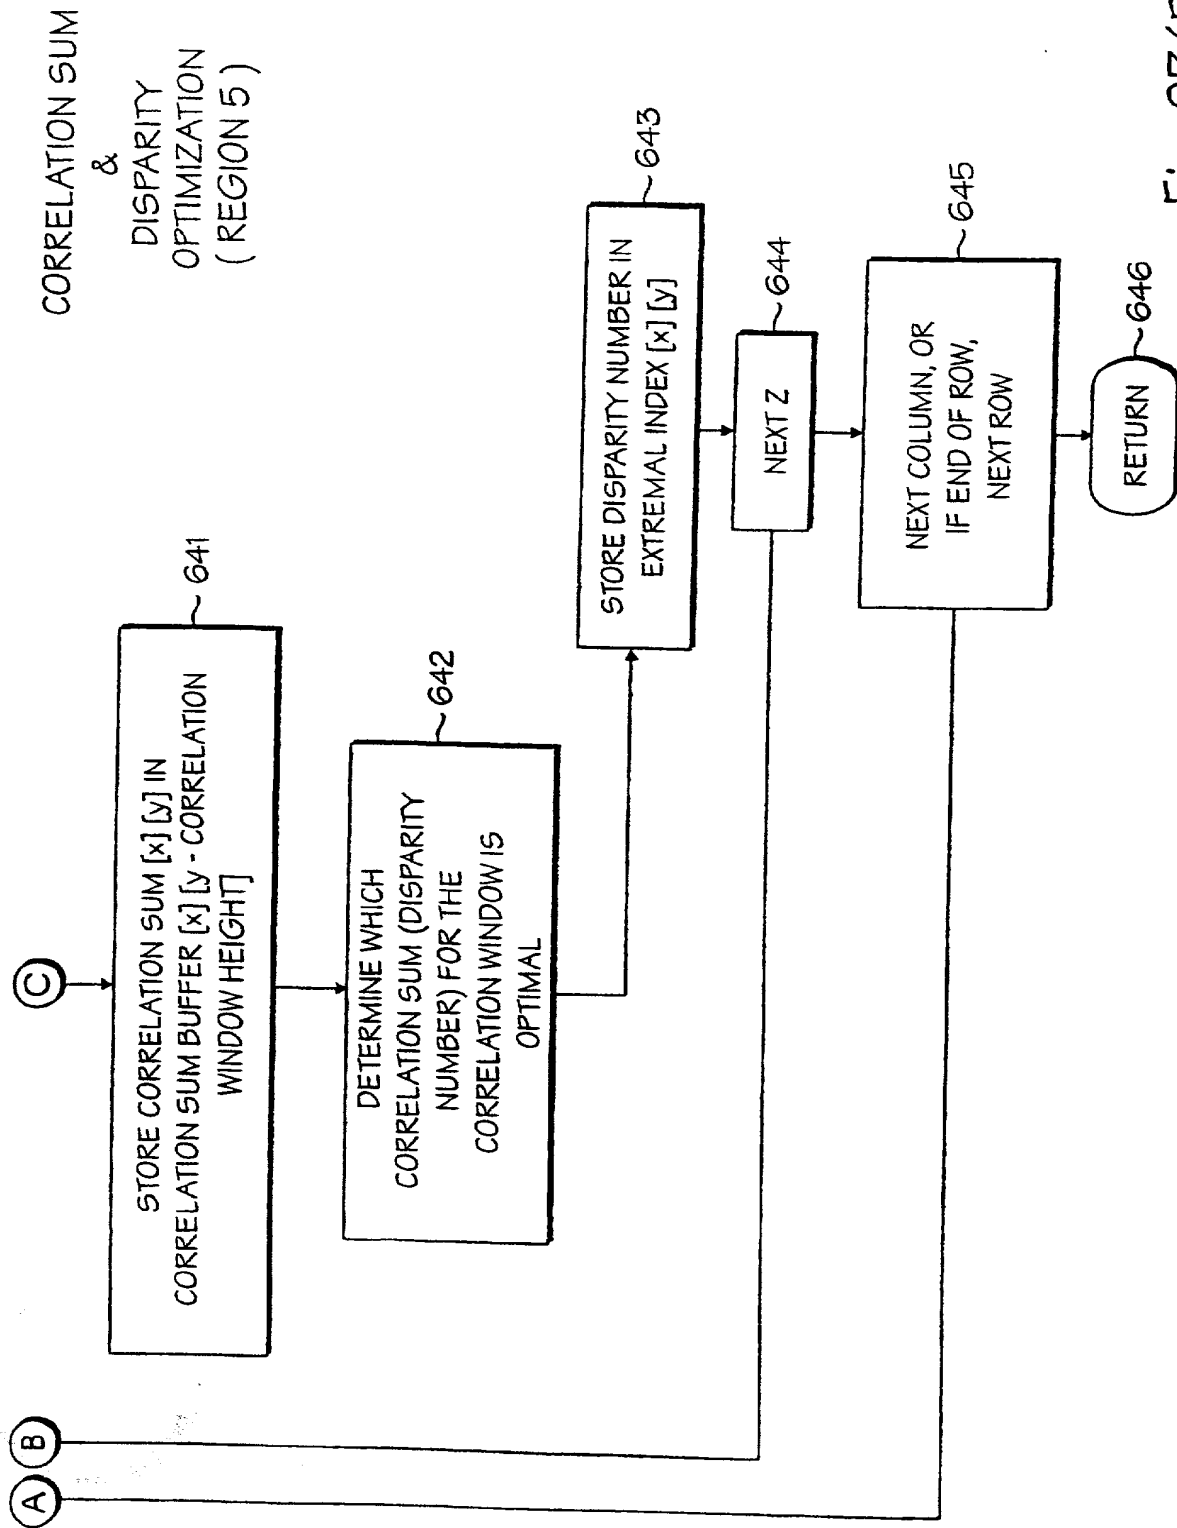 CORRELATION SUM
&
DISPARITY
OPTIMIZATION
( REGION 5 )
A
B
C
STORE CORRELATION SUM [x] [y] IN
CORRELATION SUM BUFFER [x] [y - CORRELATION
WINDOW HEIGHT]
641
DETERMINE WHICH
CORRELATION SUM (DISPARITY
NUMBER) FOR THE
CORRELATION WINDOW IS
OPTIMAL
642
STORE DISPARITY NUMBER IN
EXTREMAL INDEX [x] [y]
643
NEXT Z
644
NEXT COLUMN, OR
IF END OF ROW,
NEXT ROW
645
RETURN
646